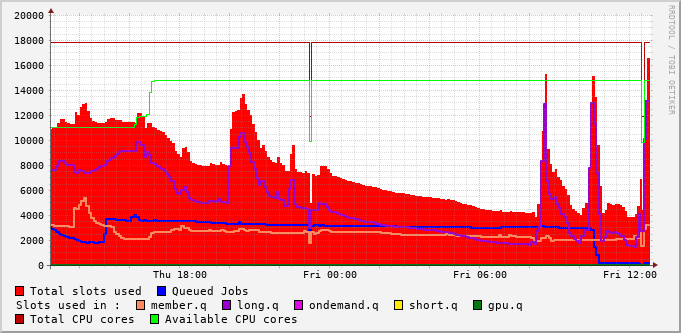 20000
18000
16000
14000
12000
10000
8000
6000
4000
2000
0
Thu 18:00 Fri 00:00 Fri 06:00 Fri 12:00
Total slots used Queued Jobs
Slots used in : member.q long.q ondemand.q short.q gpu.q
Total CPU cores Available CPU cores
RRDTOOL / TOBI OETIKER